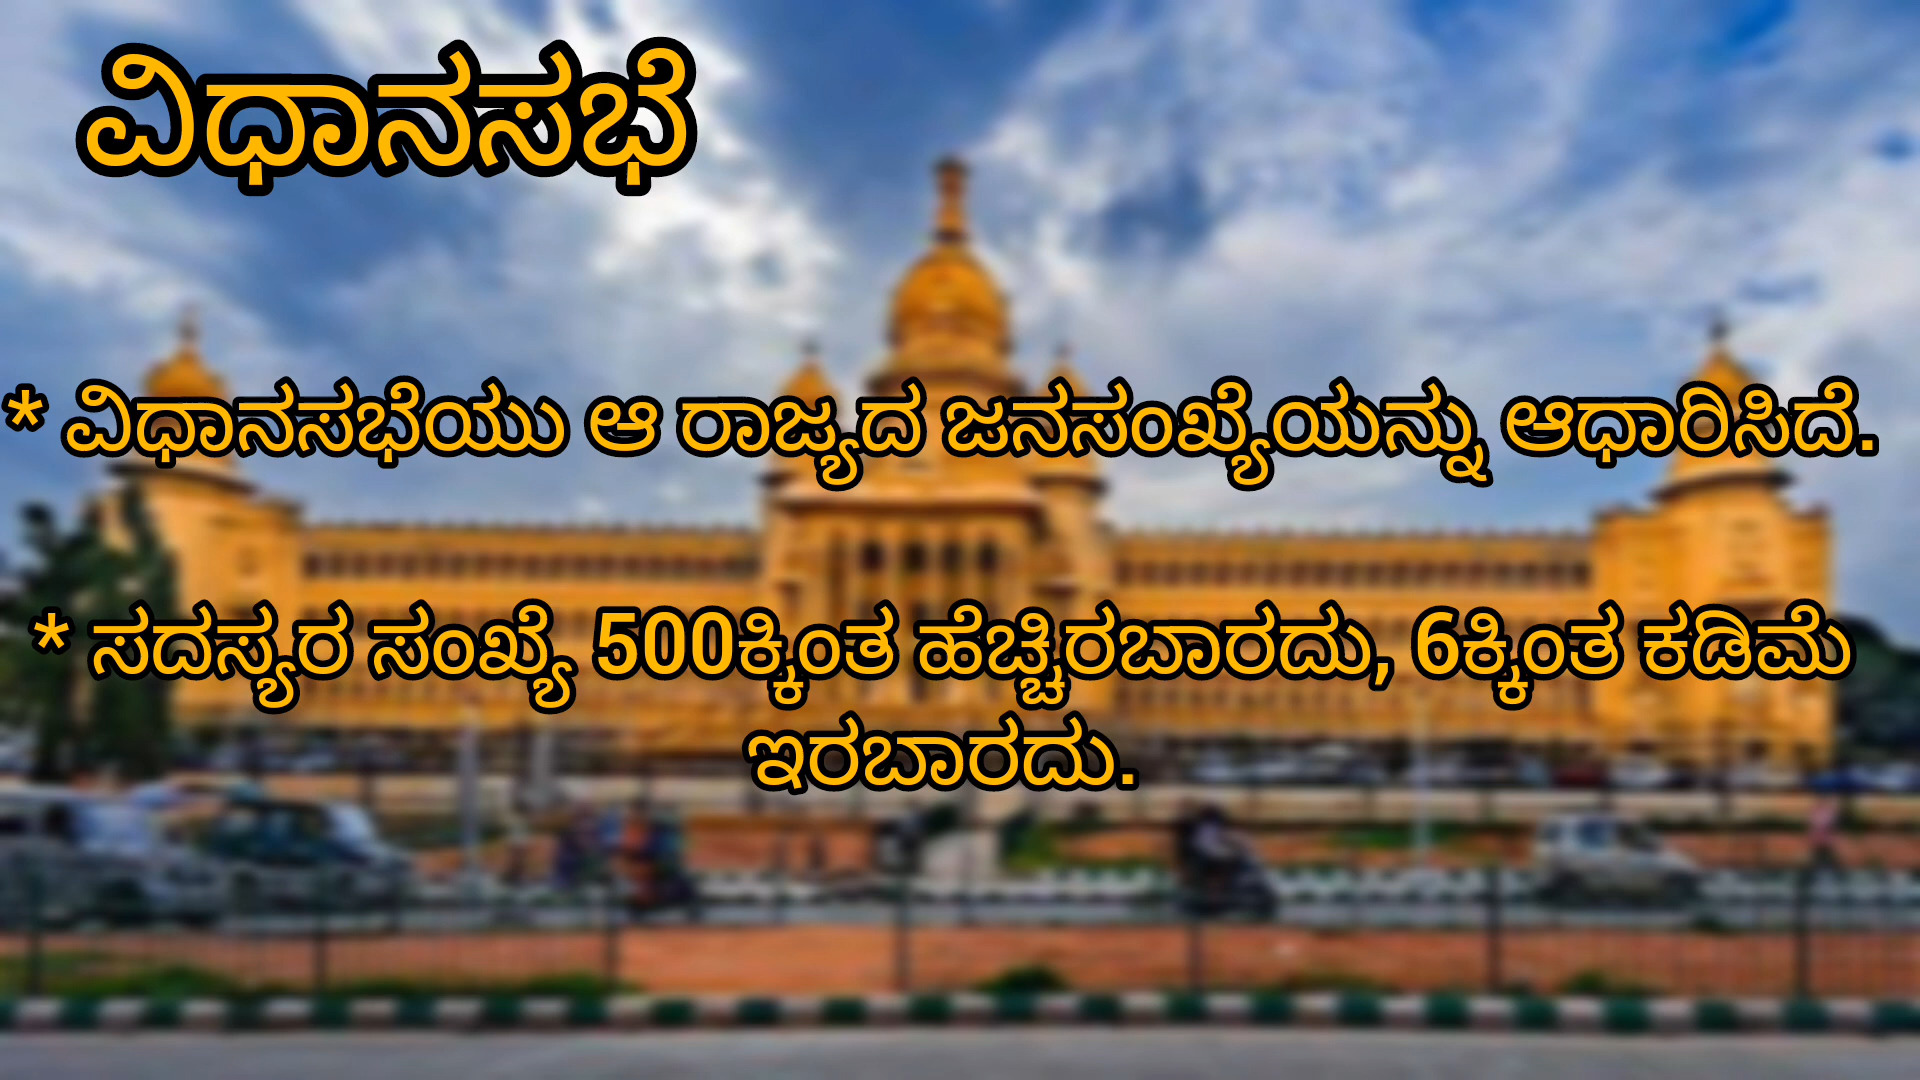 ವಿಧಾನಸಭೆ
* ವಿಧಾನಸಭೆಯು ಆ ರಾಜ್ಯದ ಜನಸಂಖ್ಯೆಯನ್ನು ಆಧಾರಿಸಿದೆ.
* ಸದಸ್ಯರ ಸಂಖ್ಯೆ 500ಕ್ಕಿಂತ ಹೆಚ್ಚಿರಬಾರದು, 6ಕ್ಕಿಂತ ಕಡಿಮೆ
ಇರಬಾರದು.